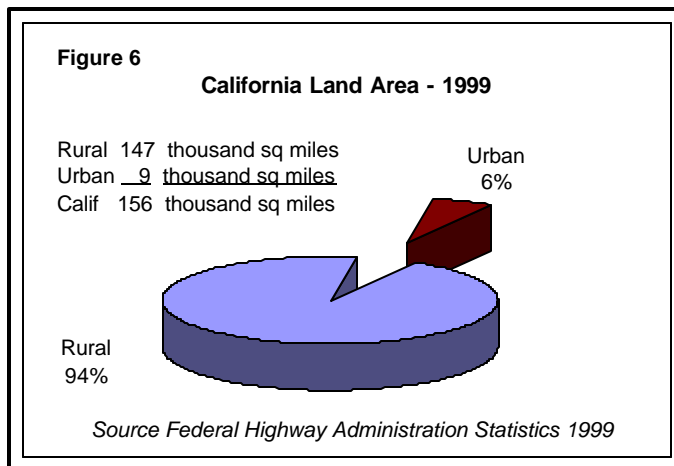 Figure 6
California Land Area - 1999
Rural 147 thousand sq miles
Urban 9 thousand sq miles
Calif 156 thousand sq miles
Urban
6%
Rural
94%
Source Federal Highway Administration Statistics 1999